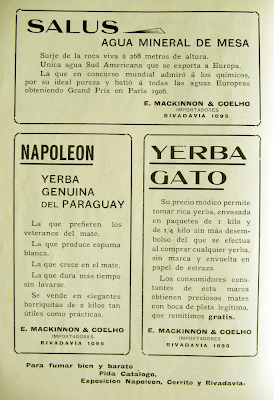 SALUS
AGUA MINERAL DE MESA
Surje de la roca viva á 268 metros de altura.
Unica agua Sud Americana que se exporta a Europa.
La que en concurso mundial admiró á los químicos,
por su ideal pureza y batió á todas las aguas Europeas
obteniendo Grand Prix en Paris 1906.
E. MACKINNON & COELHO
IMPORTADORES
RIVADAVIA 1095
NAPOLEON
YERBA
GENUINA
DEL PARAGUAY
La que prefieren los
veteranos del mate.
La que produce espuma
blanca.
La que crece en el mate.
La que dura más tiempo
sin lavarse.
Se vende en elegantes
barriquitas de 2 kilos tan
útiles como prácticas.
E. MACKINNON & COELHO
IMPORTADORES
RIVADAVIA 1095
YERBA
GATO
Su precio módico permite
tomar rica yerba, envasada
en paquetes de 1 kilo y
de 1/4 kilo sin más desem-
bolso del que se efectua
al comprar cualquier yerba,
sin marca y envuelta en
papel de estraza.
Los consumidores cons-
tantes de esta marca
obtienen preciosos mates
con boca de plata legítima,
que remitimos gratis.
E. MACKINNON & COELHO
IMPORTADORES
RIVADAVIA 1095
Para fumar bien y barato
Pida Catálogo,
Exposicion Napoleon, Cerrito y Rivadavia.